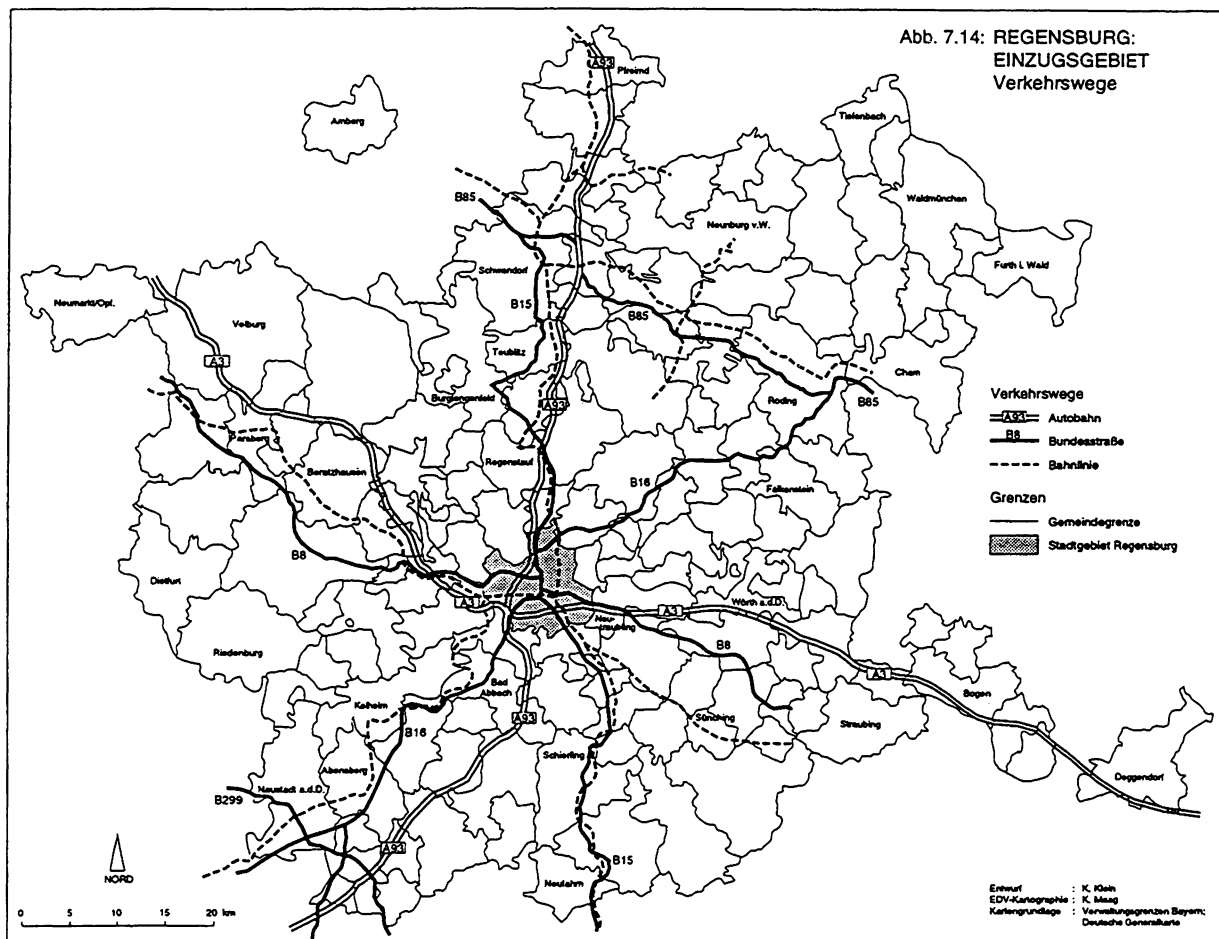 Abb. 7.14: REGENSBURG:
EINZUGSGEBIET
Verkehrswege
A93
Pfreimd
Amberg
Tiefenbach
B85
Waldmünchen
Neunburg v.W.
Furth i. Wald
Schwandorf
Neumarkt/Opf.
Velburg
B15
B85
Teublitz
A3
Cham
Burglengenfeld
A93
Roding
B85
Parsberg
Regenstauf
Beratzhausen
B16
Falkenstein
B8
Dietfurt
A3
A3
Wörth a.d.D.
Neu-
traubling
B8
Riedenburg
Bad
Abbach
A3
Bogen
Kelheim
A93
Sünching
Straubing
B16
Schierling
Abensberg
Deggendorf
Neustadt a.d.D.
B299
A93
B15
Neufahrn
Verkehrswege
A93 Autobahn
B8 Bundesstraße
Bahnlinie
Grenzen
Gemeindegrenze
Stadtgebiet Regensburg
NORD
0 5 10 15 20 km
Entwurf : K. Klein
EDV-Kartographie : K. Maag
Kartengrundlage : Verwaltungsgrenzen Bayern;
Deutsche Generalkarte